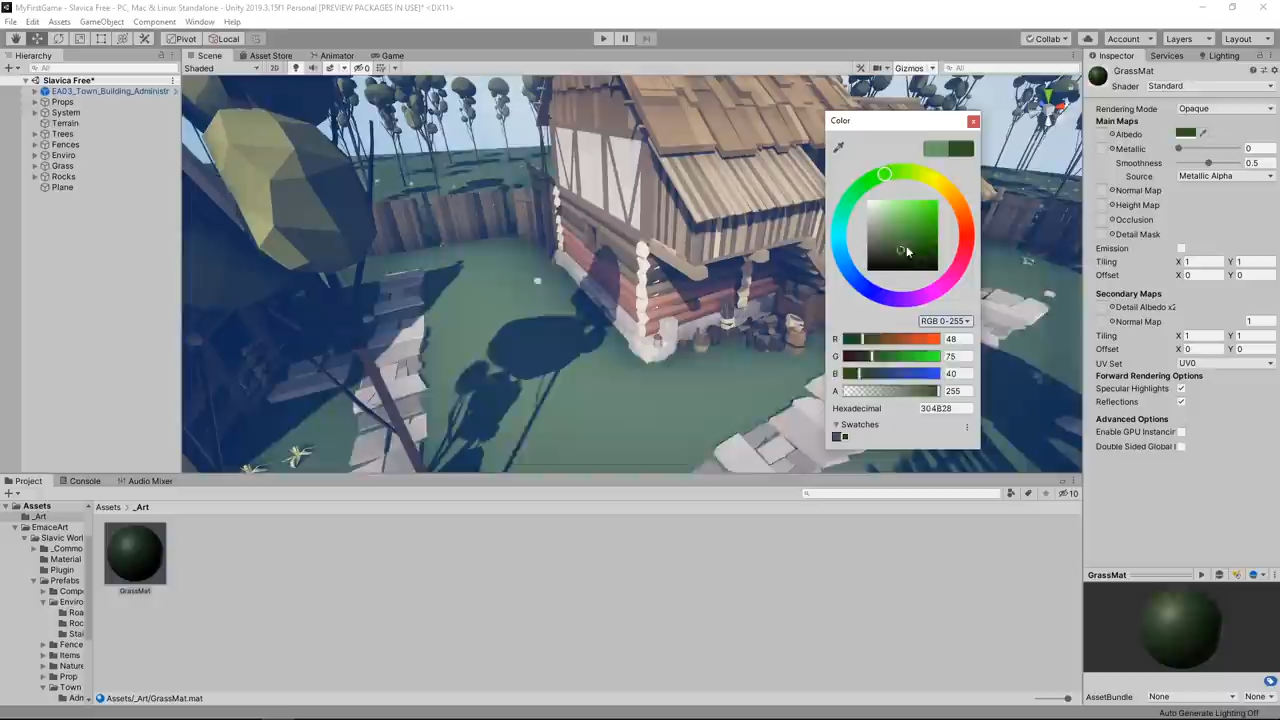 MyFirstGame - Slavica Free - PC, Mac & Linux Standalone - Unity 2019.3.15f1 Personal [PREVIEW PACKAGES IN USE]* <DX11>
File Edit Assets GameObject Component Window Help
Pivot Local Collab Account Layers Layout
Hierarchy Scene Asset Store Animator Game Inspector Services Lighting
All Shaded 2D 0 Gizmos All
Slavica Free*
EA03_Town_Building_Administr
Props
System
Terrain
Trees
Fences
Enviro
Grass
Rocks
Plane
Color
RGB 0-255
R 48
G 75
B 40
A 255
Hexadecimal 304B28
Swatches
GrassMat
Shader Standard
Rendering Mode Opaque
Main Maps
Albedo
Metallic 0
Smoothness 0.5
Source Metallic Alpha
Normal Map
Height Map
Occlusion
Detail Mask
Emission
Tiling X 1 Y 1
Offset X 0 Y 0
Secondary Maps
Detail Albedo x2
Normal Map 1
Tiling X 1 Y 1
Offset X 0 Y 0
UV Set UV0
Forward Rendering Options
Specular Highlights
Reflections
Advanced Options
Enable GPU Instancin
Double Sided Global I
Project Console Audio Mixer
10
Assets
_Art
EmaceArt
Slavic Wor
_Commo
Material
Plugin
Prefabs
Compo
Enviro
Roa
Roc
Stai
Fence
Items
Nature
Prop
Town
Adn
Assets > _Art
GrassMat
Assets/_Art/GrassMat.mat
GrassMat
AssetBundle None None
Auto Generate Lighting Off